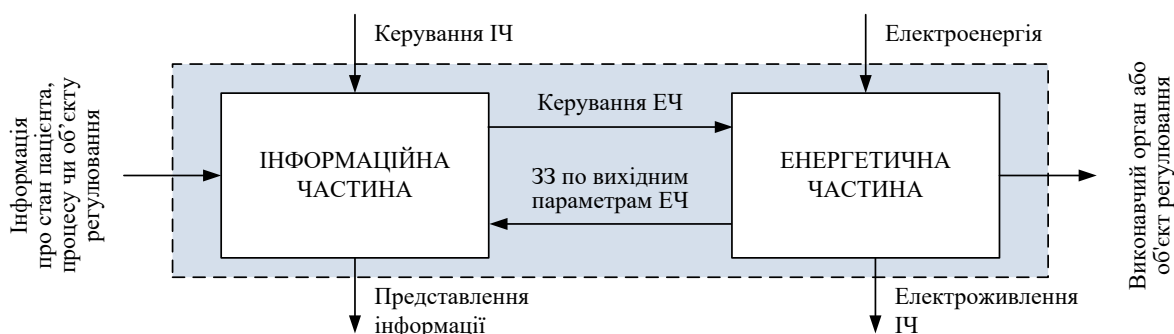 Керування ІЧ
Електроенергія
Інформація
про стан пацієнта,
процесу чи об’єкту
регулювання
ІНФОРМАЦІЙНА
ЧАСТИНА
Керування ЕЧ
ЗЗ по вихідним
параметрам ЕЧ
ЕНЕРГЕТИЧНА
ЧАСТИНА
Виконавчий орган або
об'єкт регулювання
Представлення
інформації
Електроживлення
ІЧ